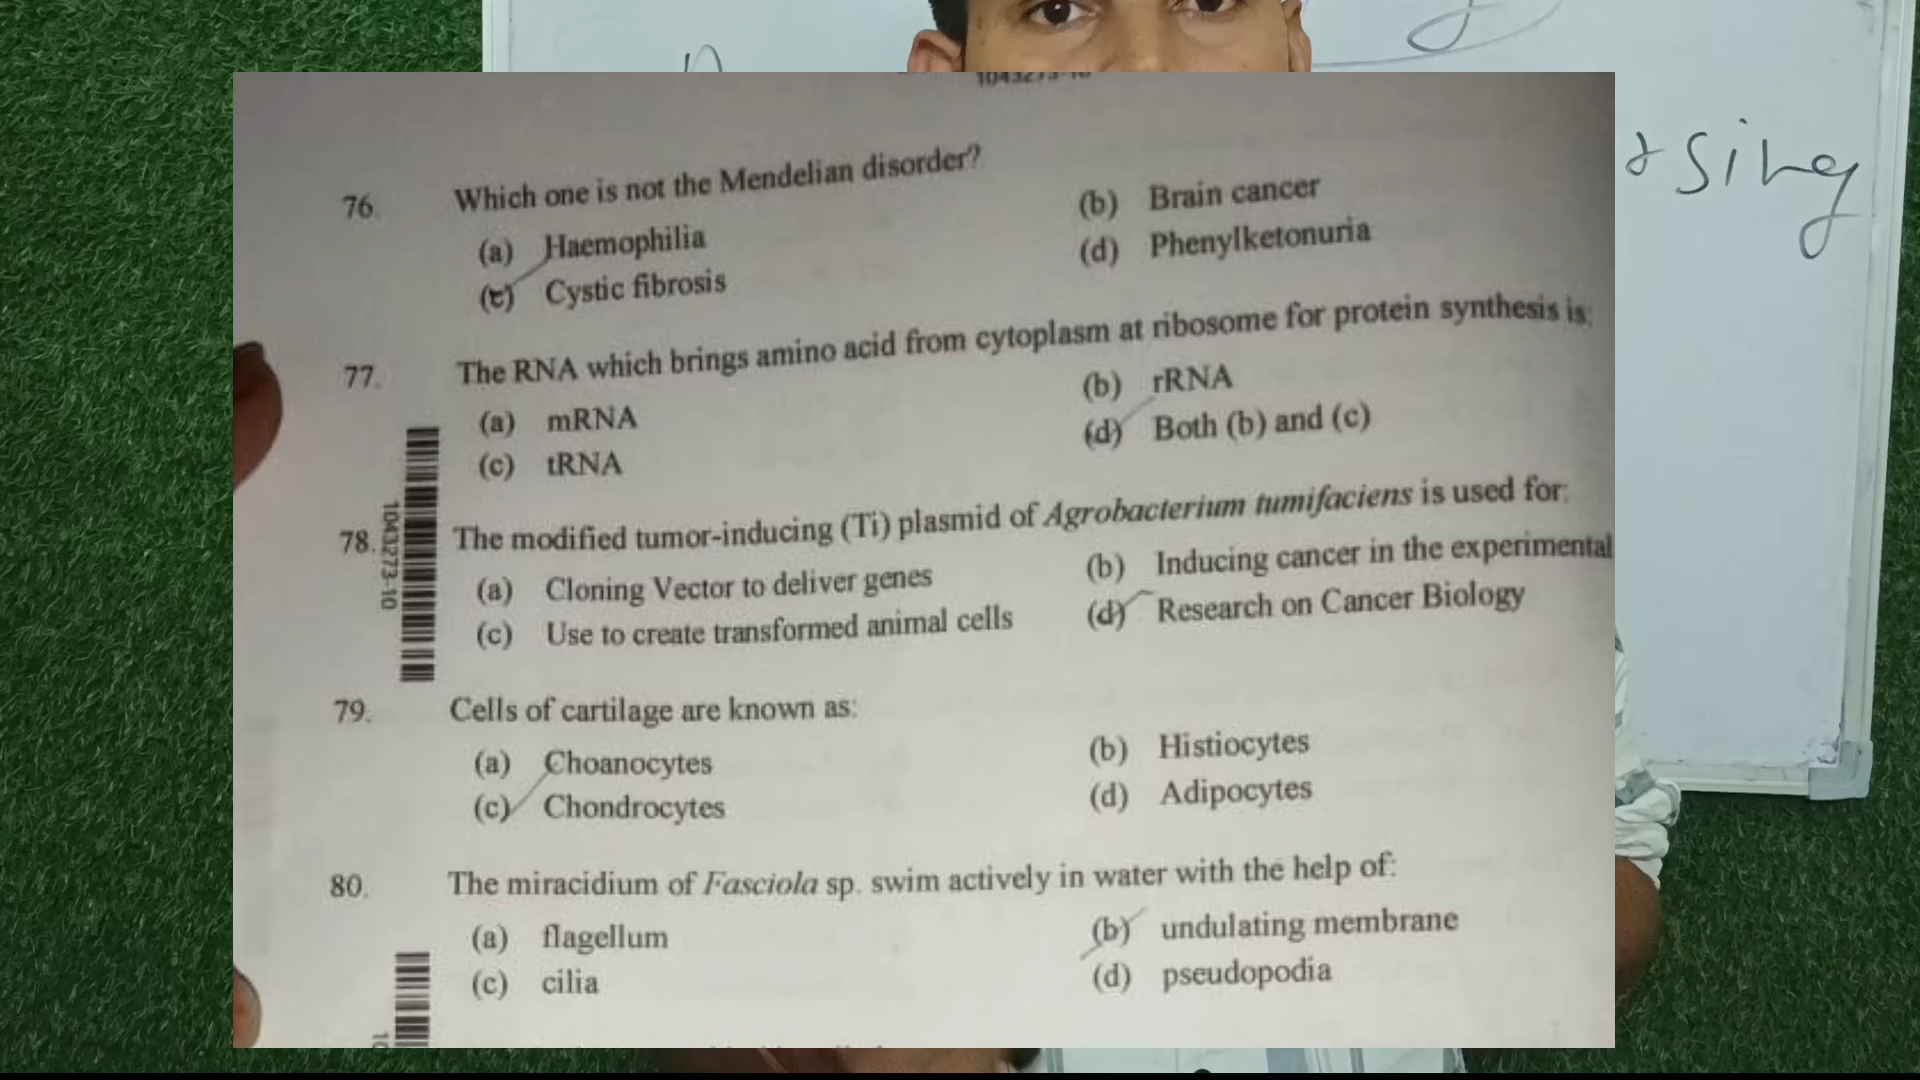 1043273-10
rsing
76. Which one is not the Mendelian disorder?
(a) Haemophilia
(b) Brain cancer
(c) Cystic fibrosis
(d) Phenylketonuria
77. The RNA which brings amino acid from cytoplasm at ribosome for protein synthesis is:
(a) mRNA
(b) rRNA
(c) tRNA
(d) Both (b) and (c)
1043273-10
78. The modified tumor-inducing (Ti) plasmid of Agrobacterium tumifaciens is used for:
(a) Cloning Vector to deliver genes
(b) Inducing cancer in the experimental
(c) Use to create transformed animal cells
(d) Research on Cancer Biology
79. Cells of cartilage are known as:
(a) Choanocytes
(b) Histiocytes
(c) Chondrocytes
(d) Adipocytes
80. The miracidium of Fasciola sp. swim actively in water with the help of:
(a) flagellum
(b) undulating membrane
(c) cilia
(d) pseudopodia
10